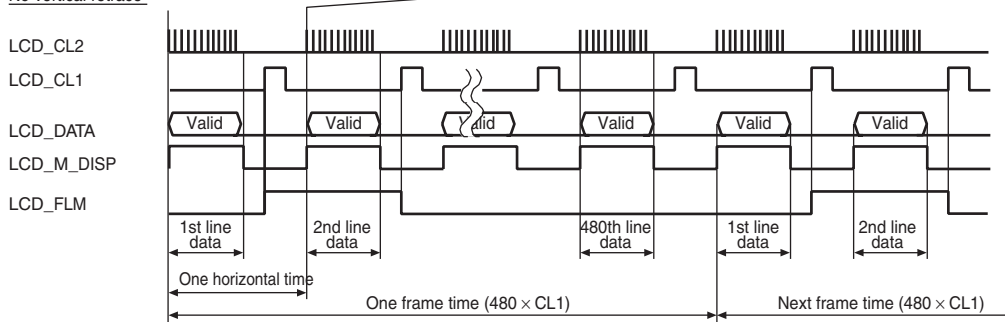 No vertical retrace
LCD_CL2
LCD_CL1
LCD_DATA
Valid Valid Valid Valid Valid Valid
LCD_M_DISP
LCD_FLM
1st line data
2nd line data
480th line data
1st line data
2nd line data
One horizontal time
One frame time (480 × CL1)
Next frame time (480 × CL1)